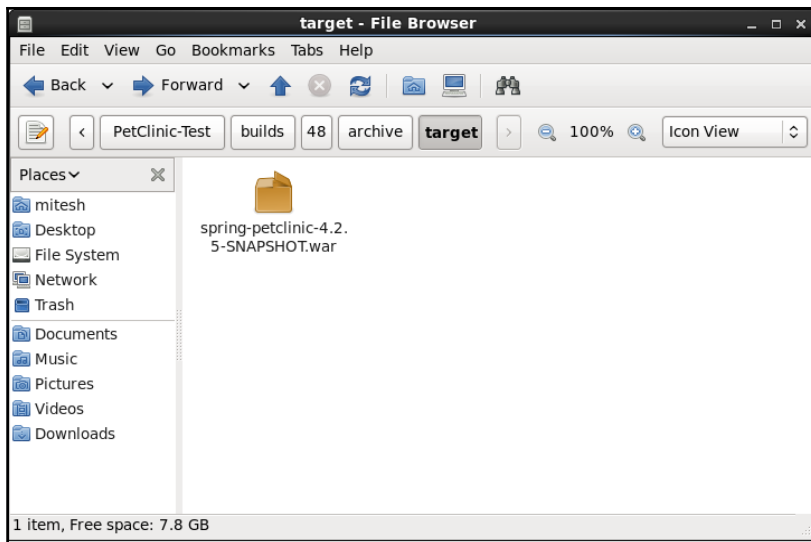 target - File Browser
File Edit View Go Bookmarks Tabs Help
Back Forward
PetClinic-Test builds 48 archive target 100% Icon View
Places
mitesh
Desktop
File System
Network
Trash
Documents
Music
Pictures
Videos
Downloads
spring-petclinic-4.2.
5-SNAPSHOT.war
1 item, Free space: 7.8 GB